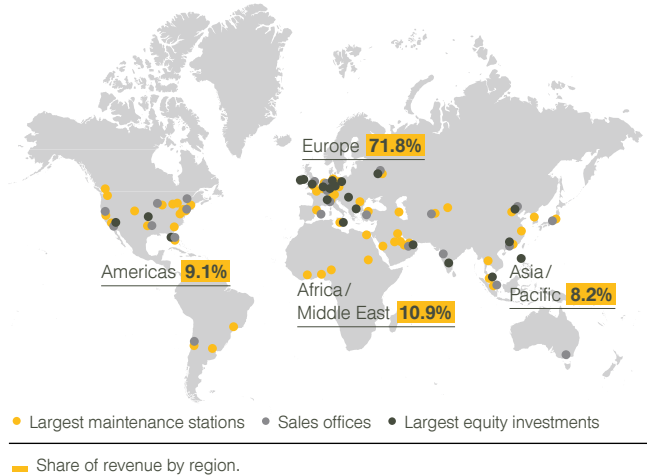 Europe 71.8%
Americas 9.1%
Africa/
Middle East 10.9%
Asia/
Pacific 8.2%
Largest maintenance stations Sales offices Largest equity investments
Share of revenue by region.